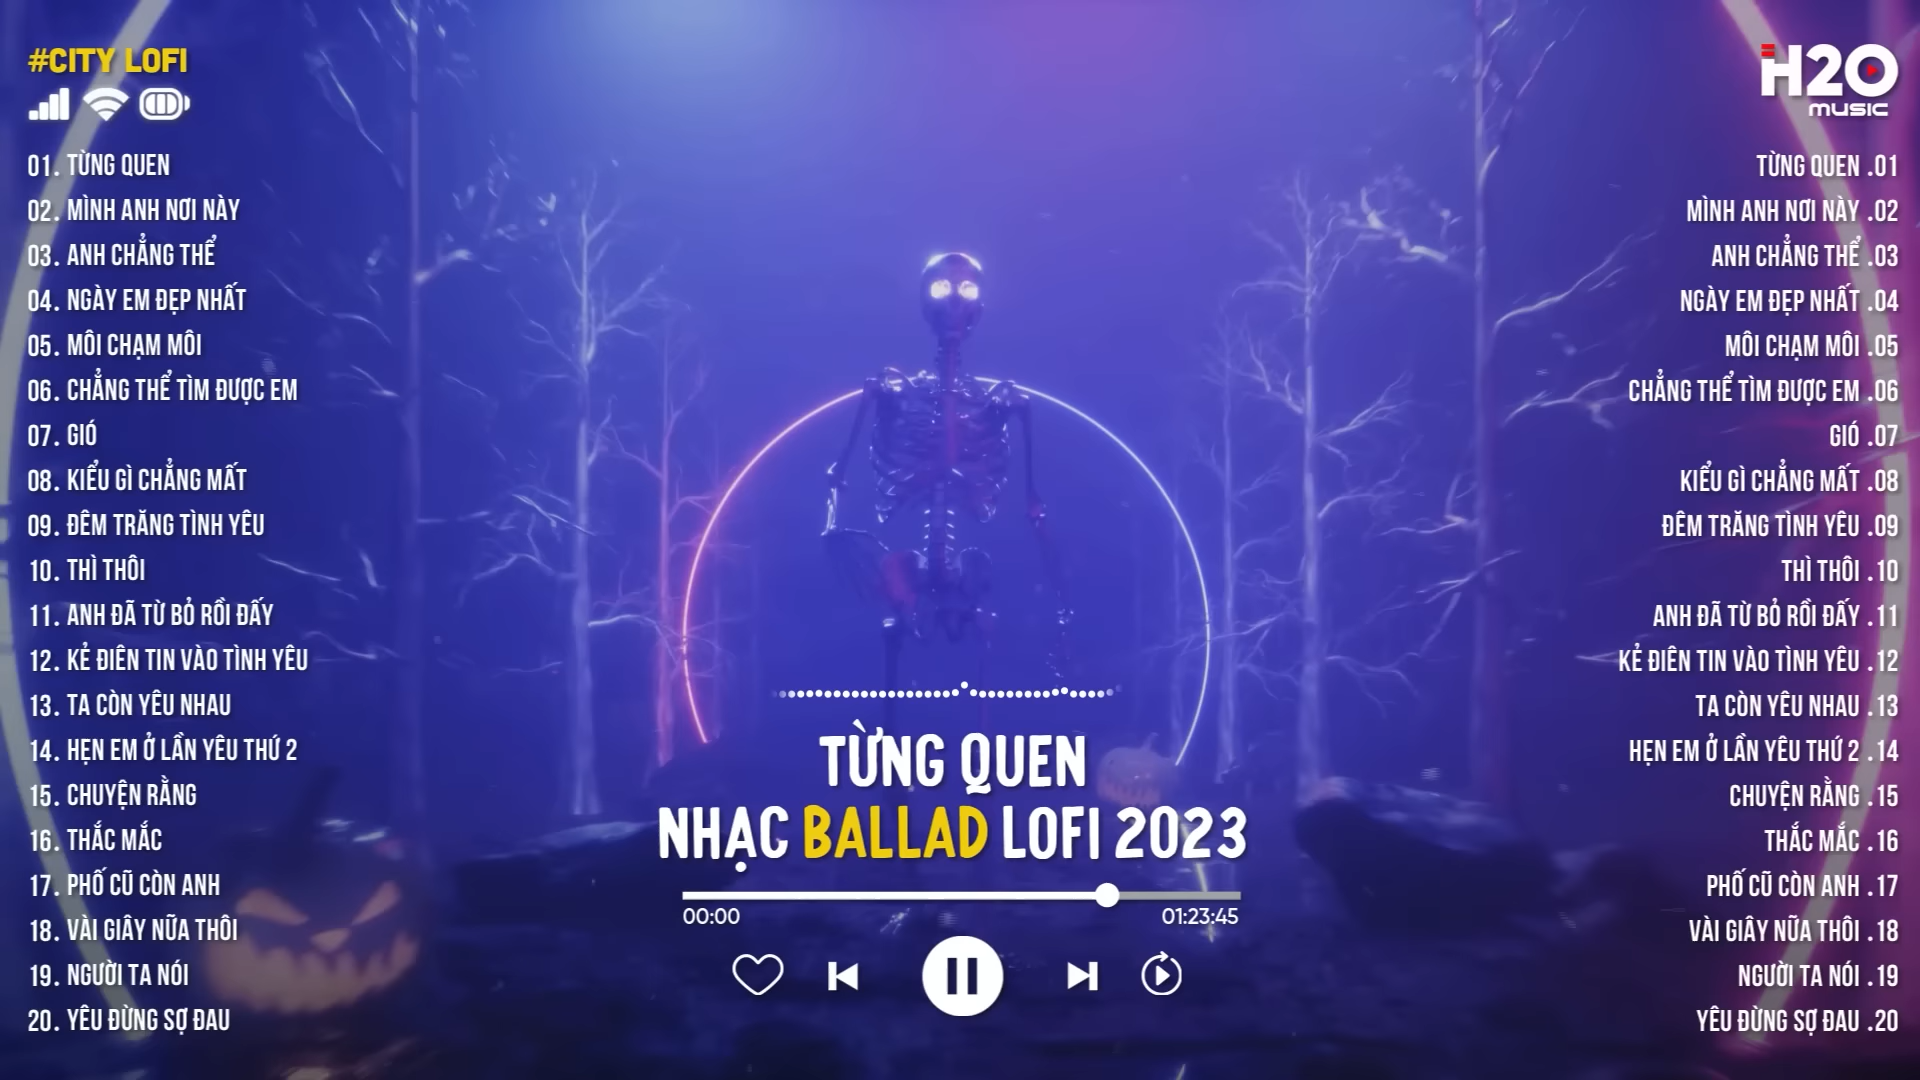 #CITY LOFI
H2O
MUSIC
01. TỪNG QUEN
02. MÌNH ANH NƠI NÀY
03. ANH CHẲNG THỂ
04. NGÀY EM ĐẸP NHẤT
05. MÔI CHẠM MÔI
06. CHẲNG THỂ TÌM ĐƯỢC EM
07. GIÓ
08. KIỂU GÌ CHẲNG MẤT
09. ĐÊM TRĂNG TÌNH YÊU
10. THÌ THÔI
11. ANH ĐÃ TỪ BỎ RỒI ĐẤY
12. KẺ ĐIÊN TIN VÀO TÌNH YÊU
13. TA CÒN YÊU NHAU
14. HẸN EM Ở LẦN YÊU THỨ 2
15. CHUYỆN RẰNG
16. THẮC MẮC
17. PHỐ CŨ CÒN ANH
18. VÀI GIÂY NỮA THÔI
19. NGƯỜI TA NÓI
20. YÊU ĐỪNG SỢ ĐAU
TỪNG QUEN .01
MÌNH ANH NƠI NÀY .02
ANH CHẲNG THỂ .03
NGÀY EM ĐẸP NHẤT .04
MÔI CHẠM MÔI .05
CHẲNG THỂ TÌM ĐƯỢC EM .06
GIÓ .07
KIỂU GÌ CHẲNG MẤT .08
ĐÊM TRĂNG TÌNH YÊU .09
THÌ THÔI .10
ANH ĐÃ TỪ BỎ RỒI ĐẤY .11
KẺ ĐIÊN TIN VÀO TÌNH YÊU .12
TA CÒN YÊU NHAU .13
HẸN EM Ở LẦN YÊU THỨ 2 .14
CHUYỆN RẰNG .15
THẮC MẮC .16
PHỐ CŨ CÒN ANH .17
VÀI GIÂY NỮA THÔI .18
NGƯỜI TA NÓI .19
YÊU ĐỪNG SỢ ĐAU .20
TỪNG QUEN
NHẠC BALLAD LOFI 2023
00:00
01:23:45